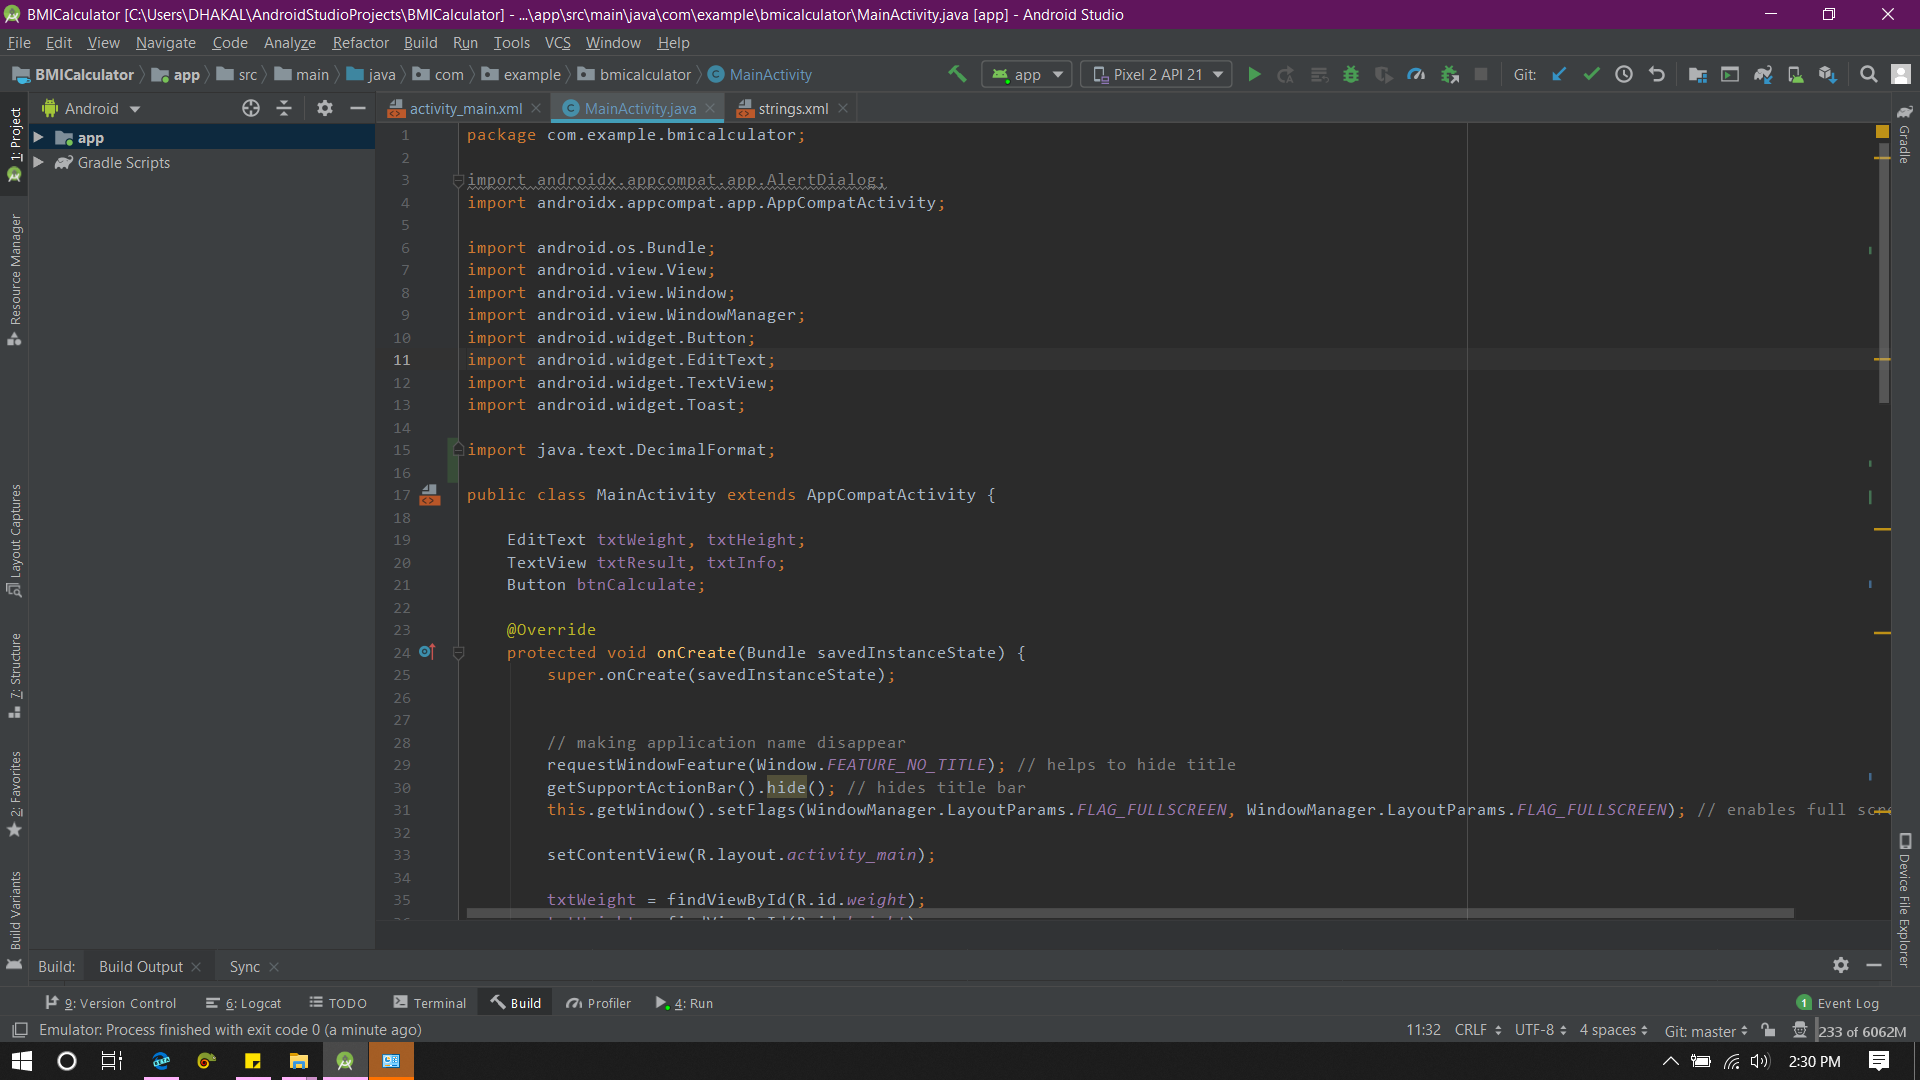 BMICalculator [C:\Users\DHAKAL\AndroidStudioProjects\BMICalculator] - ...\app\src\main\java\com\example\bmicalculator\MainActivity.java [app] - Android Studio
File Edit View Navigate Code Analyze Refactor Build Run Tools VCS Window Help
BMICalculator app src main java com example bmicalculator MainActivity app Pixel 2 API 21 Git:
Android activity_main.xml MainActivity.java strings.xml
app
Gradle Scripts
1: Project
Resource Manager
Layout Captures
7: Structure
2: Favorites
Build Variants
1 package com.example.bmicalculator;
2
3 import androidx.appcompat.app.AlertDialog;
4 import androidx.appcompat.app.AppCompatActivity;
5
6 import android.os.Bundle;
7 import android.view.View;
8 import android.view.Window;
9 import android.view.WindowManager;
10 import android.widget.Button;
11 import android.widget.EditText;
12 import android.widget.TextView;
13 import android.widget.Toast;
14
15 import java.text.DecimalFormat;
16
17 public class MainActivity extends AppCompatActivity {
18
19 EditText txtWeight, txtHeight;
20 TextView txtResult, txtInfo;
21 Button btnCalculate;
22
23 @Override
24 protected void onCreate(Bundle savedInstanceState) {
25 super.onCreate(savedInstanceState);
26
27
28 // making application name disappear
29 requestWindowFeature(Window.FEATURE_NO_TITLE); // helps to hide title
30 getSupportActionBar().hide(); // hides title bar
31 this.getWindow().setFlags(WindowManager.LayoutParams.FLAG_FULLSCREEN, WindowManager.LayoutParams.FLAG_FULLSCREEN); // enables full scre
32
33 setContentView(R.layout.activity_main);
34
35 txtWeight = findViewById(R.id.weight);
Gradle
Device File Explorer
Build: Build Output Sync
9: Version Control 6: Logcat TODO Terminal Build Profiler 4: Run 1 Event Log
Emulator: Process finished with exit code 0 (a minute ago) 11:32 CRLF UTF-8 4 spaces Git: master 233 of 6062M
BETA 2:30 PM